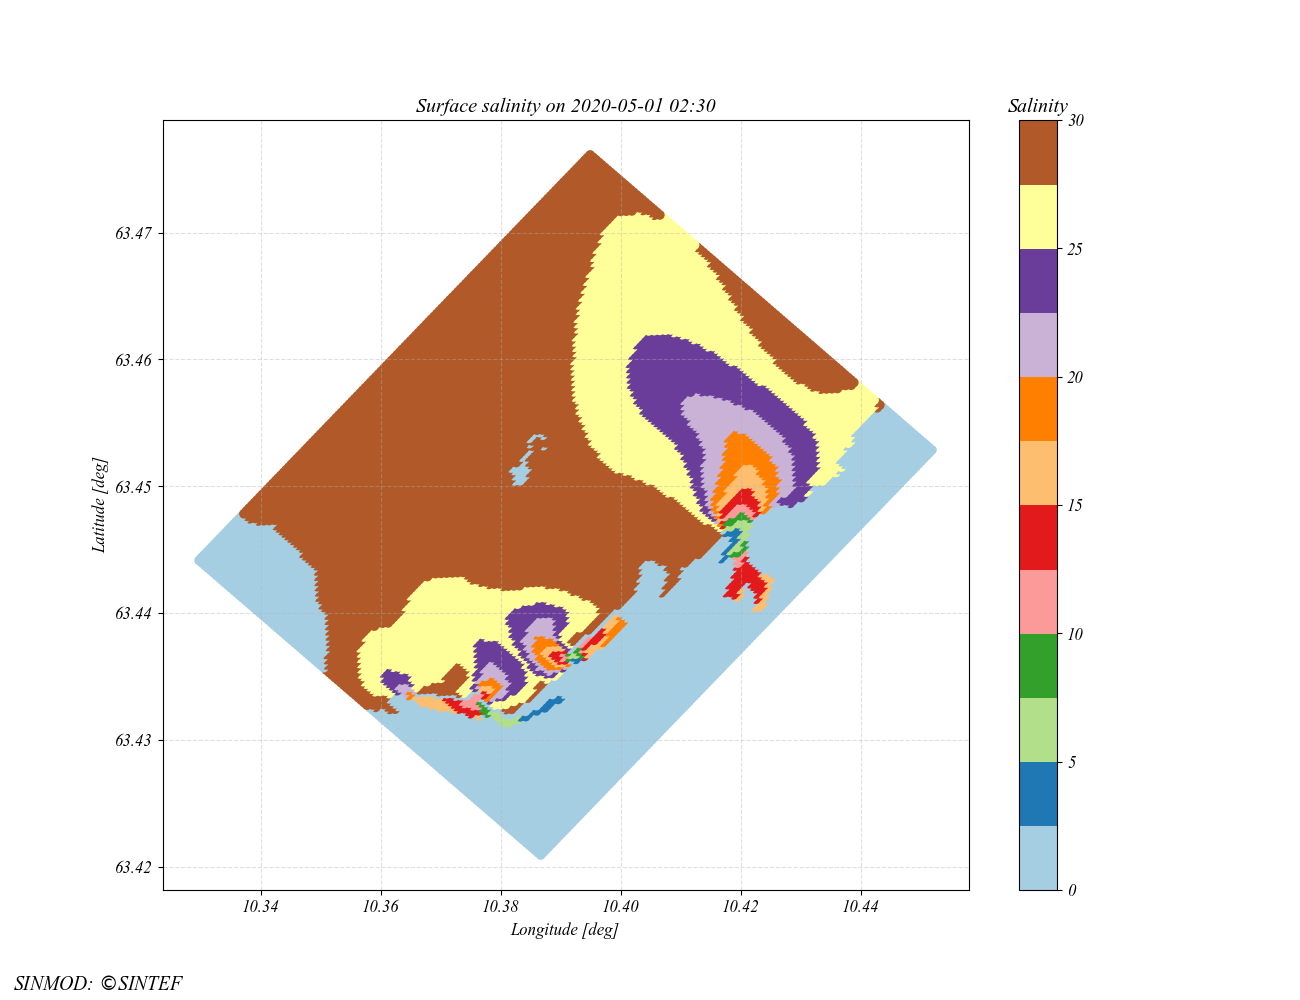 Surface salinity on 2020-05-01 02:30
Salinity
30
25
20
15
10
5
0
63.47
63.46
63.45
63.44
63.43
63.42
Latitude [deg]
10.34 10.36 10.38 10.40 10.42 10.44
Longitude [deg]
SINMOD: ©SINTEF